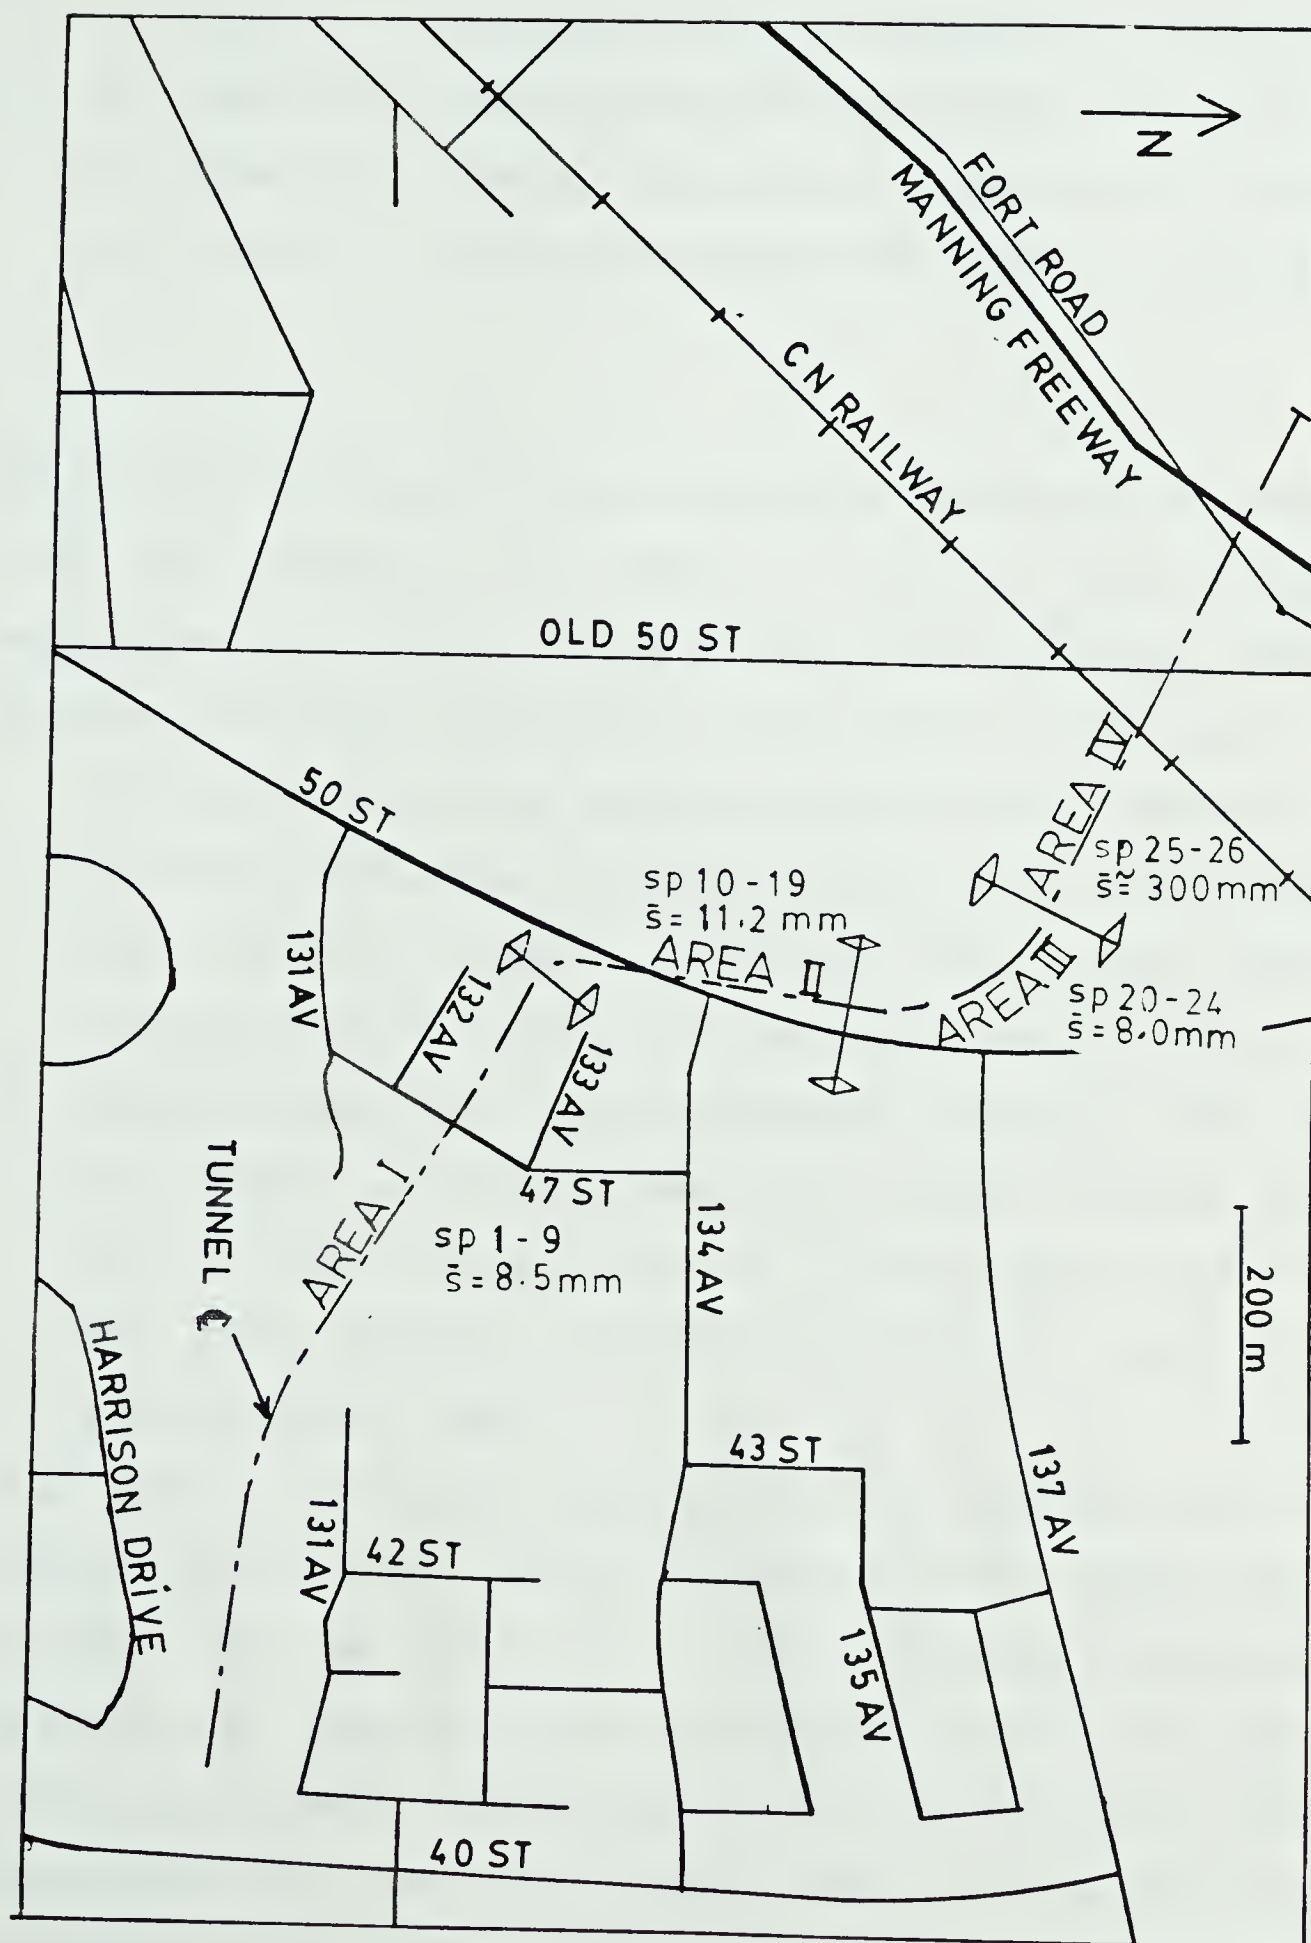 N
FORT ROAD
MANNING FREEWAY
CN RAILWAY
OLD 50 ST
50 ST
AREA IV
sp 25-26
s̄ ≈ 300 mm
sp 10-19
s̄ = 11.2 mm
AREA II
AREA III
sp 20-24
s̄ = 8.0mm
131 AV
132 AV
133 AV
47 ST
AREA I
sp 1-9
s̄ = 8.5mm
134 AV
TUNNEL ℄
200 m
HARRISON DRIVE
43 ST
137 AV
131 AV
42 ST
135 AV
40 ST